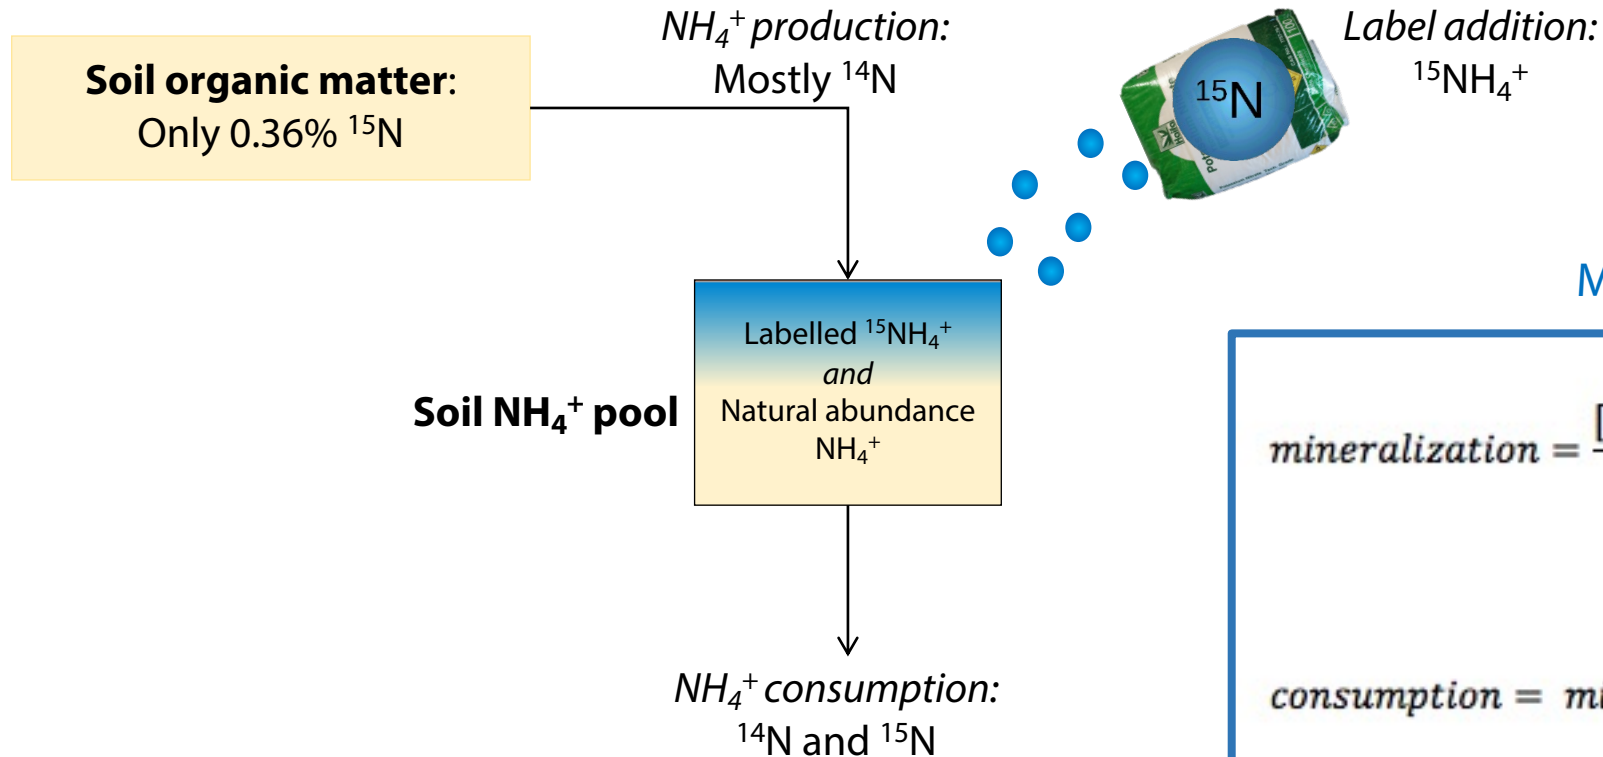 NH₄⁺ production:
Mostly ¹⁴N
Label addition:
¹⁵NH₄⁺
Soil organic matter:
Only 0.36% ¹⁵N
¹⁵N
Labelled ¹⁵NH₄⁺
and
Natural abundance
NH₄⁺
Soil NH₄⁺ pool
NH₄⁺ consumption:
¹⁴N and ¹⁵N
M
mineralization = [
consumption = mi